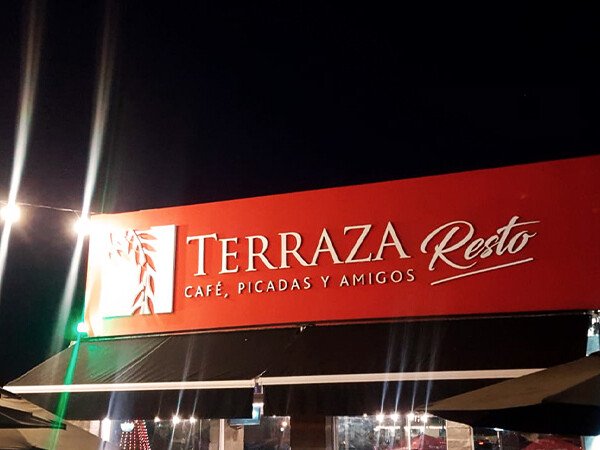 TERRAZA Resto
CAFÉ, PICADAS Y AMIGOS